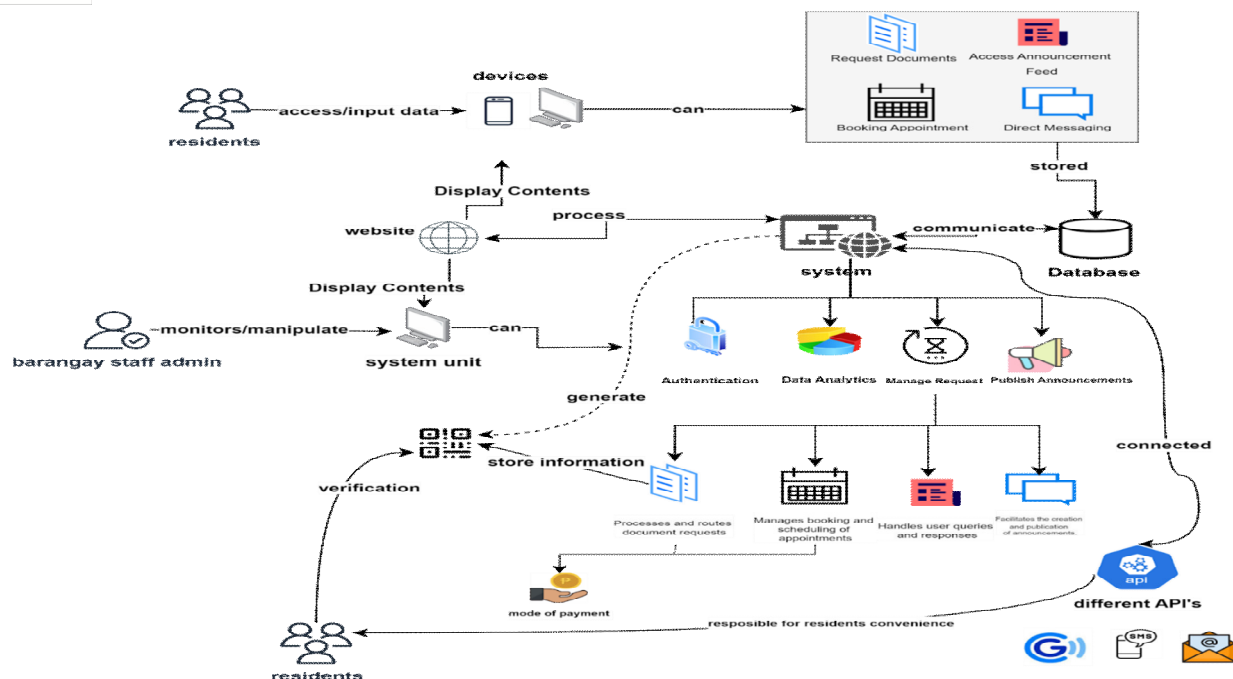 Request Documents
Access Announcement
Feed
devices
access/input data
can
residents
Booking Appointment
Direct Messaging
stored
Display Contents
process
website
communicate
system
Database
Display Contents
monitors/manipulate
can
barangay staff admin
system unit
Authentication
Data Analytics
Manage Request
Publish Announcements
generate
connected
store information
verification
Processes and routes
document requests
Manages booking and
scheduling of
appointments
Handles user queries
and responses
Facilitates the creation
and publication
of announcements.
P
api
different API's
mode of payment
resposible for residents convenience
G
SMS
@
residents